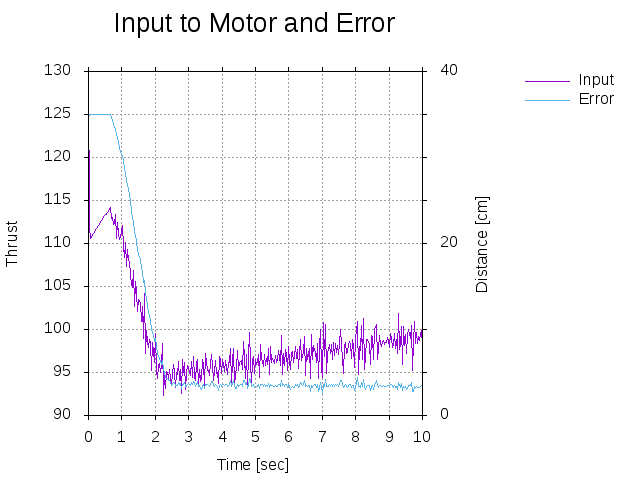 Input to Motor and Error
Input
Error
130
125
120
115
110
105
100
95
90
40
20
0
Thrust
Distance [cm]
0 1 2 3 4 5 6 7 8 9 10
Time [sec]